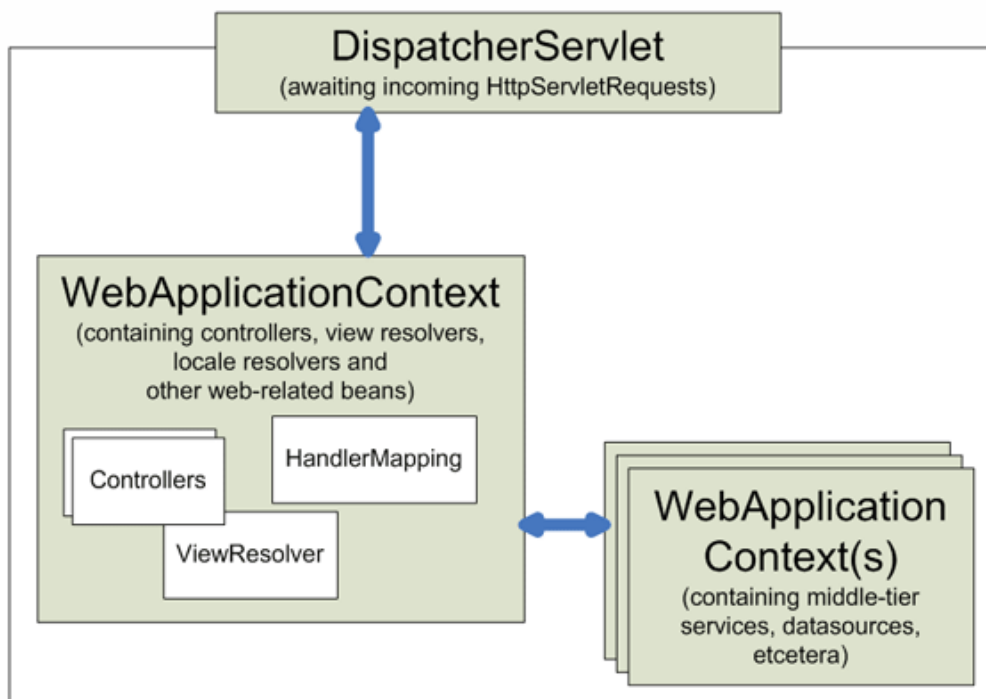 DispatcherServlet
(awaiting incoming HttpServletRequests)
WebApplicationContext
(containing controllers, view resolvers,
locale resolvers and
other web-related beans)
HandlerMapping
Controllers
ViewResolver
WebApplication
Context(s)
(containing middle-tier
services, datasources,
etcetera)